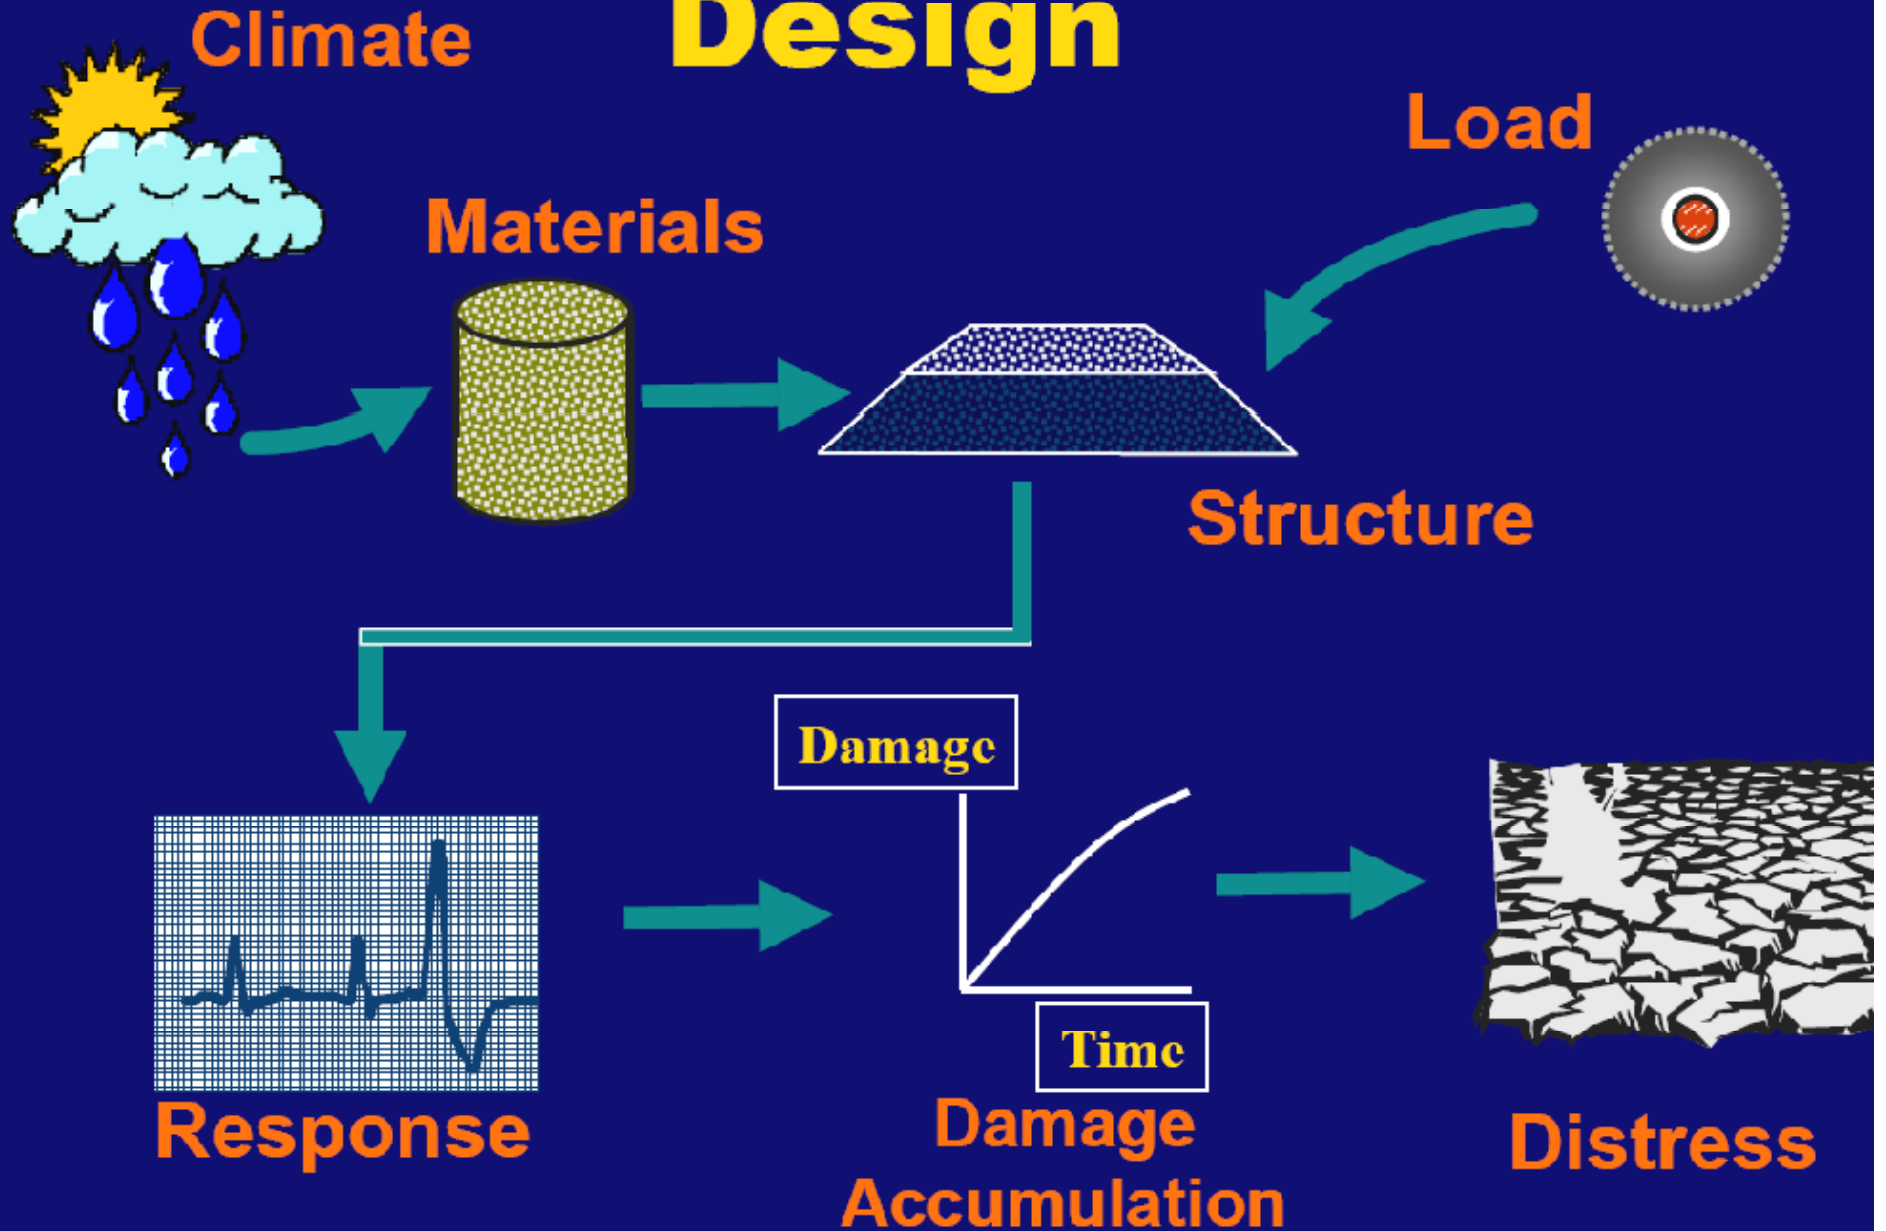 Design
Climate
Load
Materials
Structure
Damage
Time
Response
Damage
Accumulation
Distress